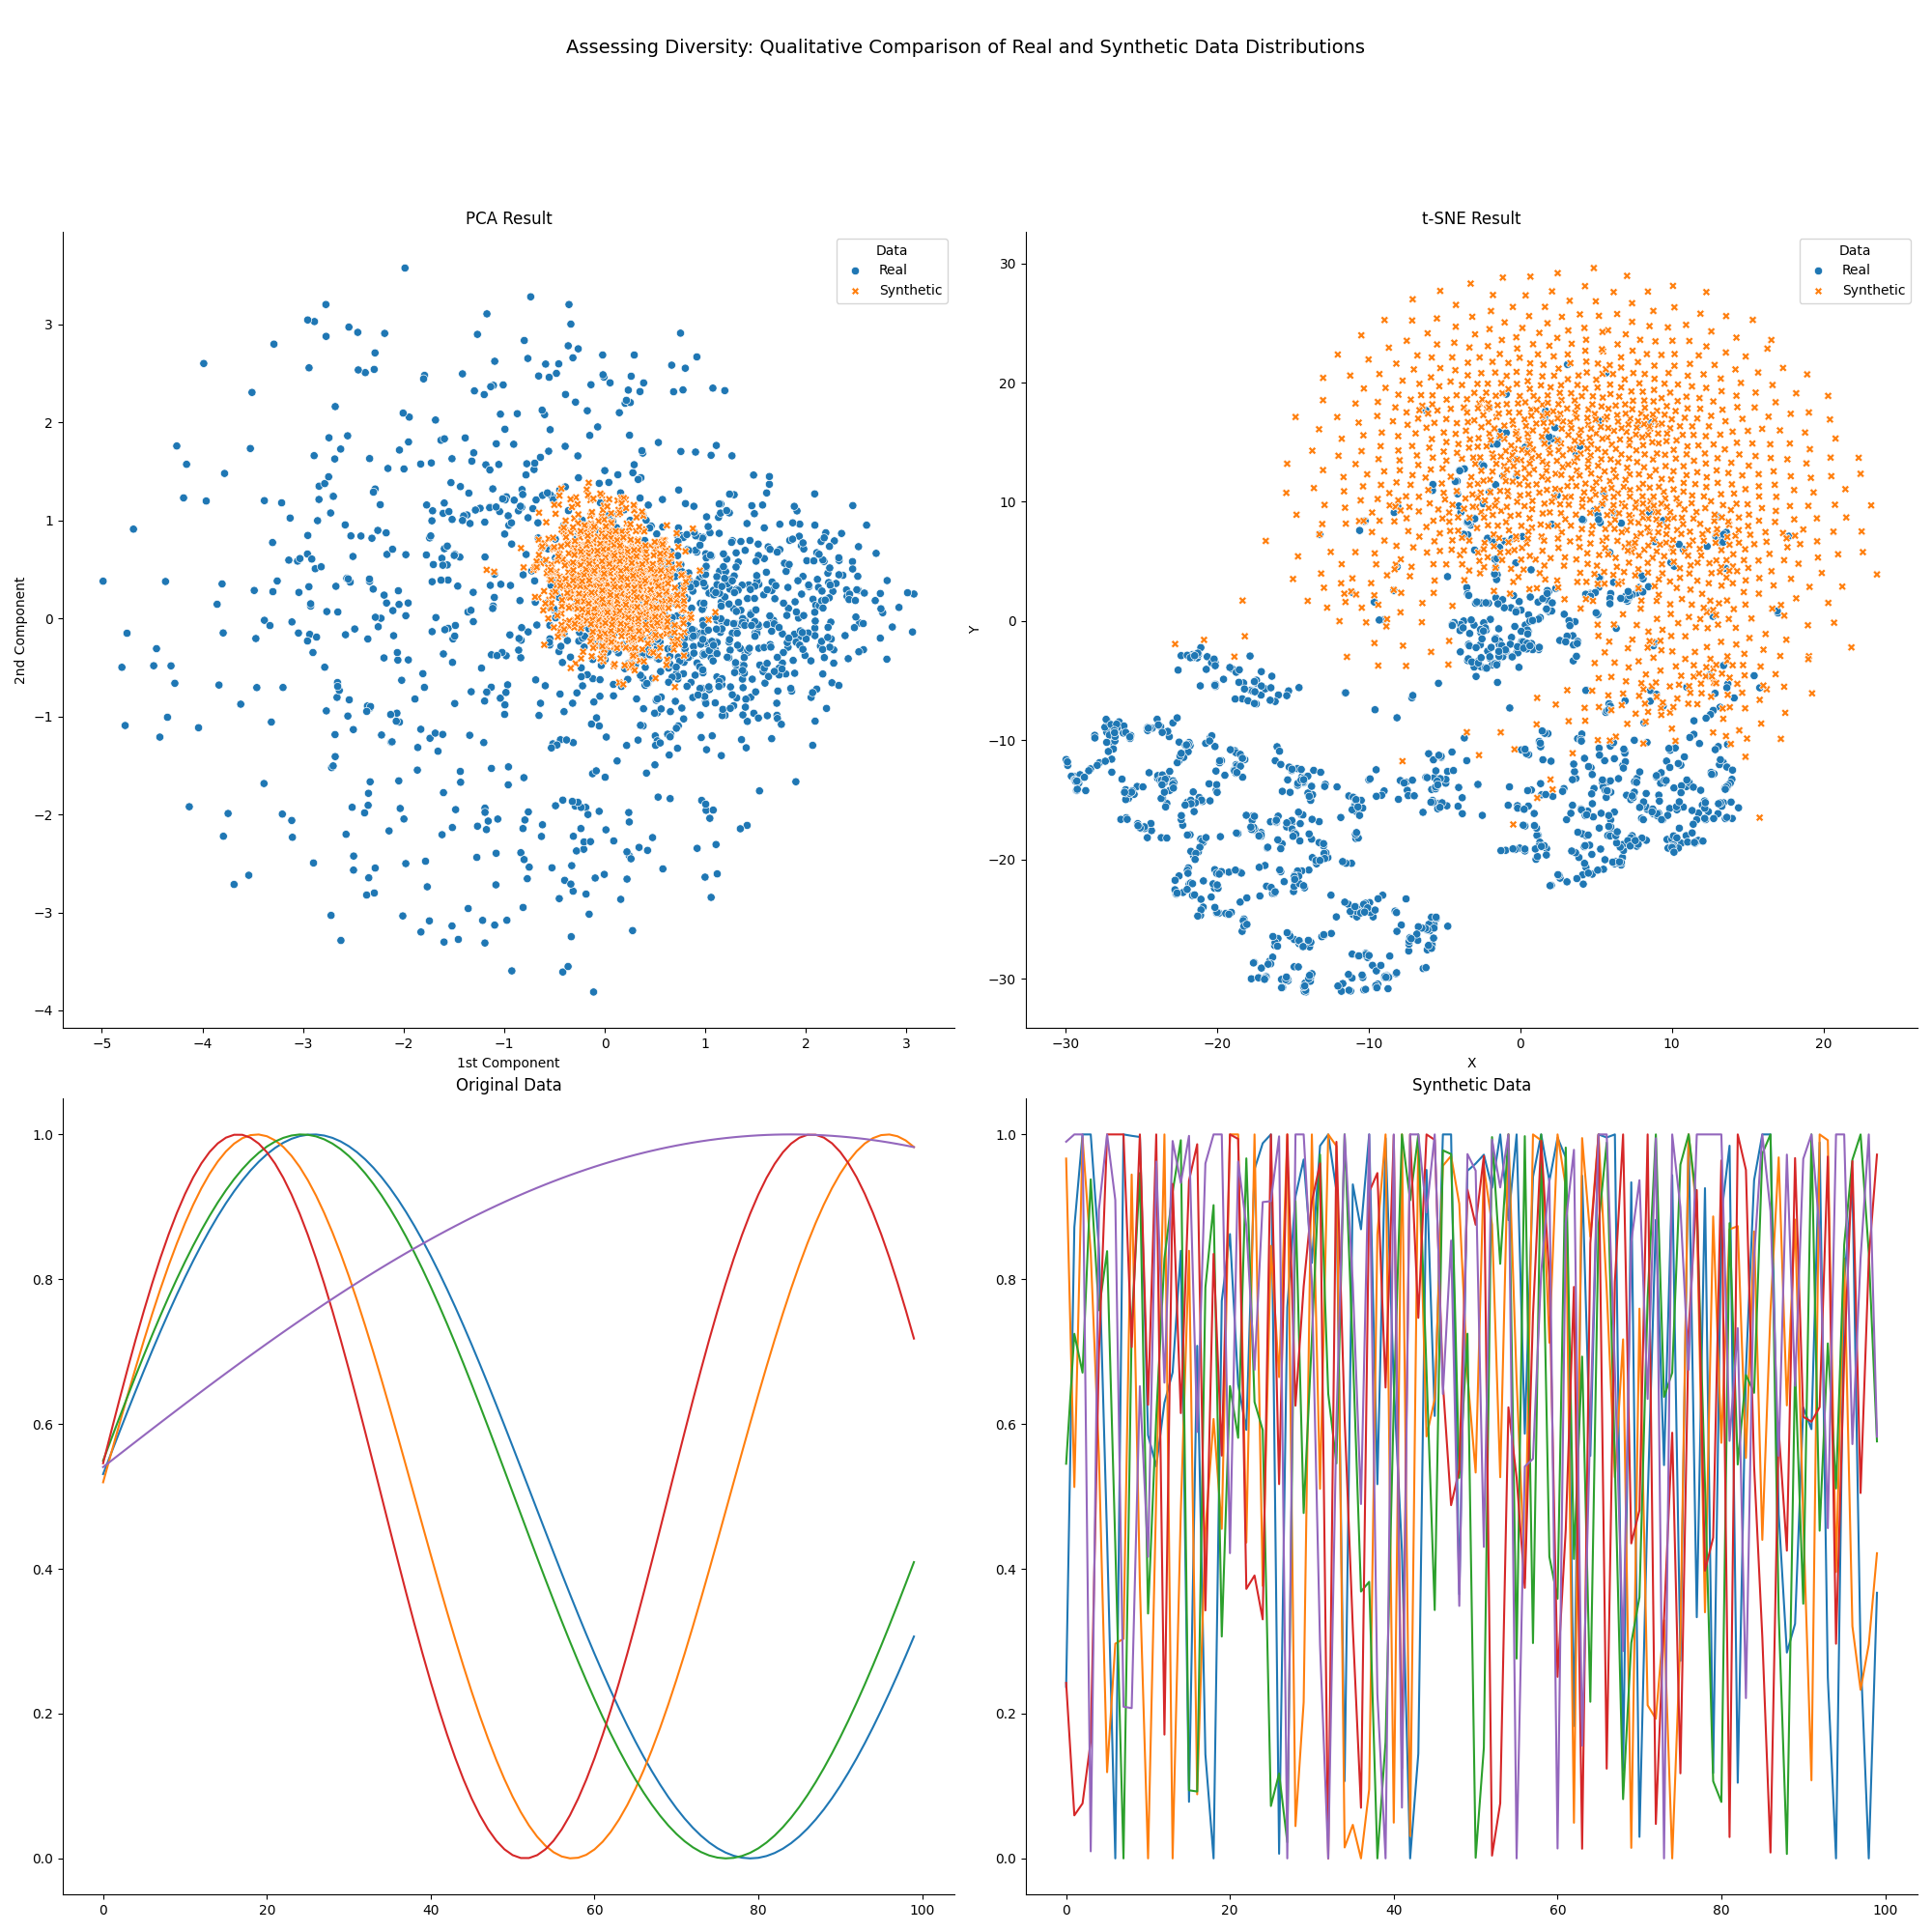 Assessing Diversity: Qualitative Comparison of Real and Synthetic Data Distributions
PCA Result
Data
Real
Synthetic
3
2
1
0
−1
−2
−3
−4
2nd Component
−5 −4 −3 −2 −1 0 1 2 3
1st Component
t-SNE Result
Data
Real
Synthetic
30
20
10
0
−10
−20
−30
Y
−30 −20 −10 0 10 20
X
Original Data
1.0
0.8
0.6
0.4
0.2
0.0
0 20 40 60 80 100
Synthetic Data
1.0
0.8
0.6
0.4
0.2
0.0
0 20 40 60 80 100